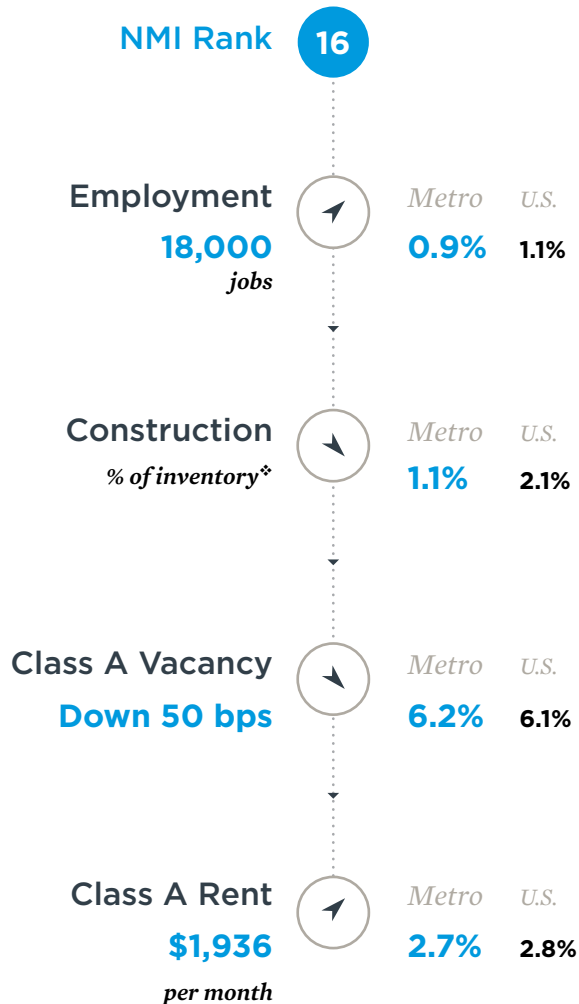 NMI Rank 16
Employment Metro U.S.
18,000 0.9% 1.1%
jobs
Construction Metro U.S.
% of inventory❖ 1.1% 2.1%
Class A Vacancy Metro U.S.
Down 50 bps 6.2% 6.1%
Class A Rent Metro U.S.
$1,936 2.7% 2.8%
per month